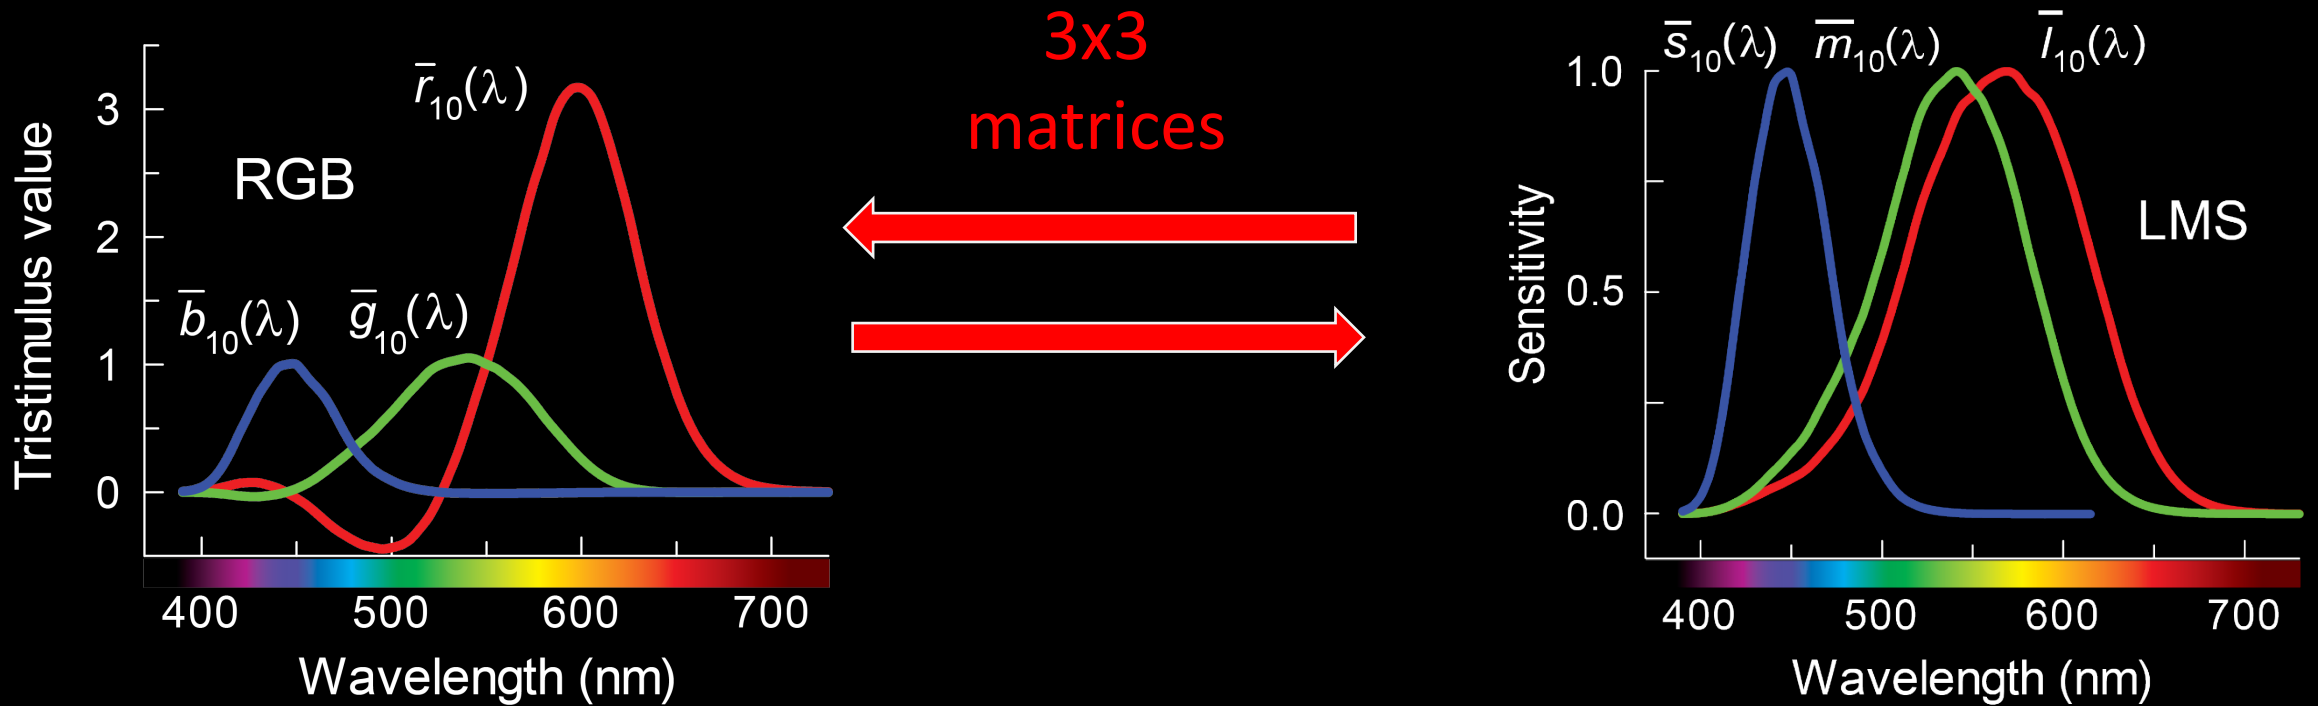 3x3
matrices
Tristimulus value
3
2
1
0
RGB
r̅₁₀(λ)
b̅₁₀(λ)
g̅₁₀(λ)
400 500 600 700
Wavelength (nm)
Sensitivity
1.0
0.5
0.0
s̅₁₀(λ) m̅₁₀(λ) l̅₁₀(λ)
LMS
400 500 600 700
Wavelength (nm)